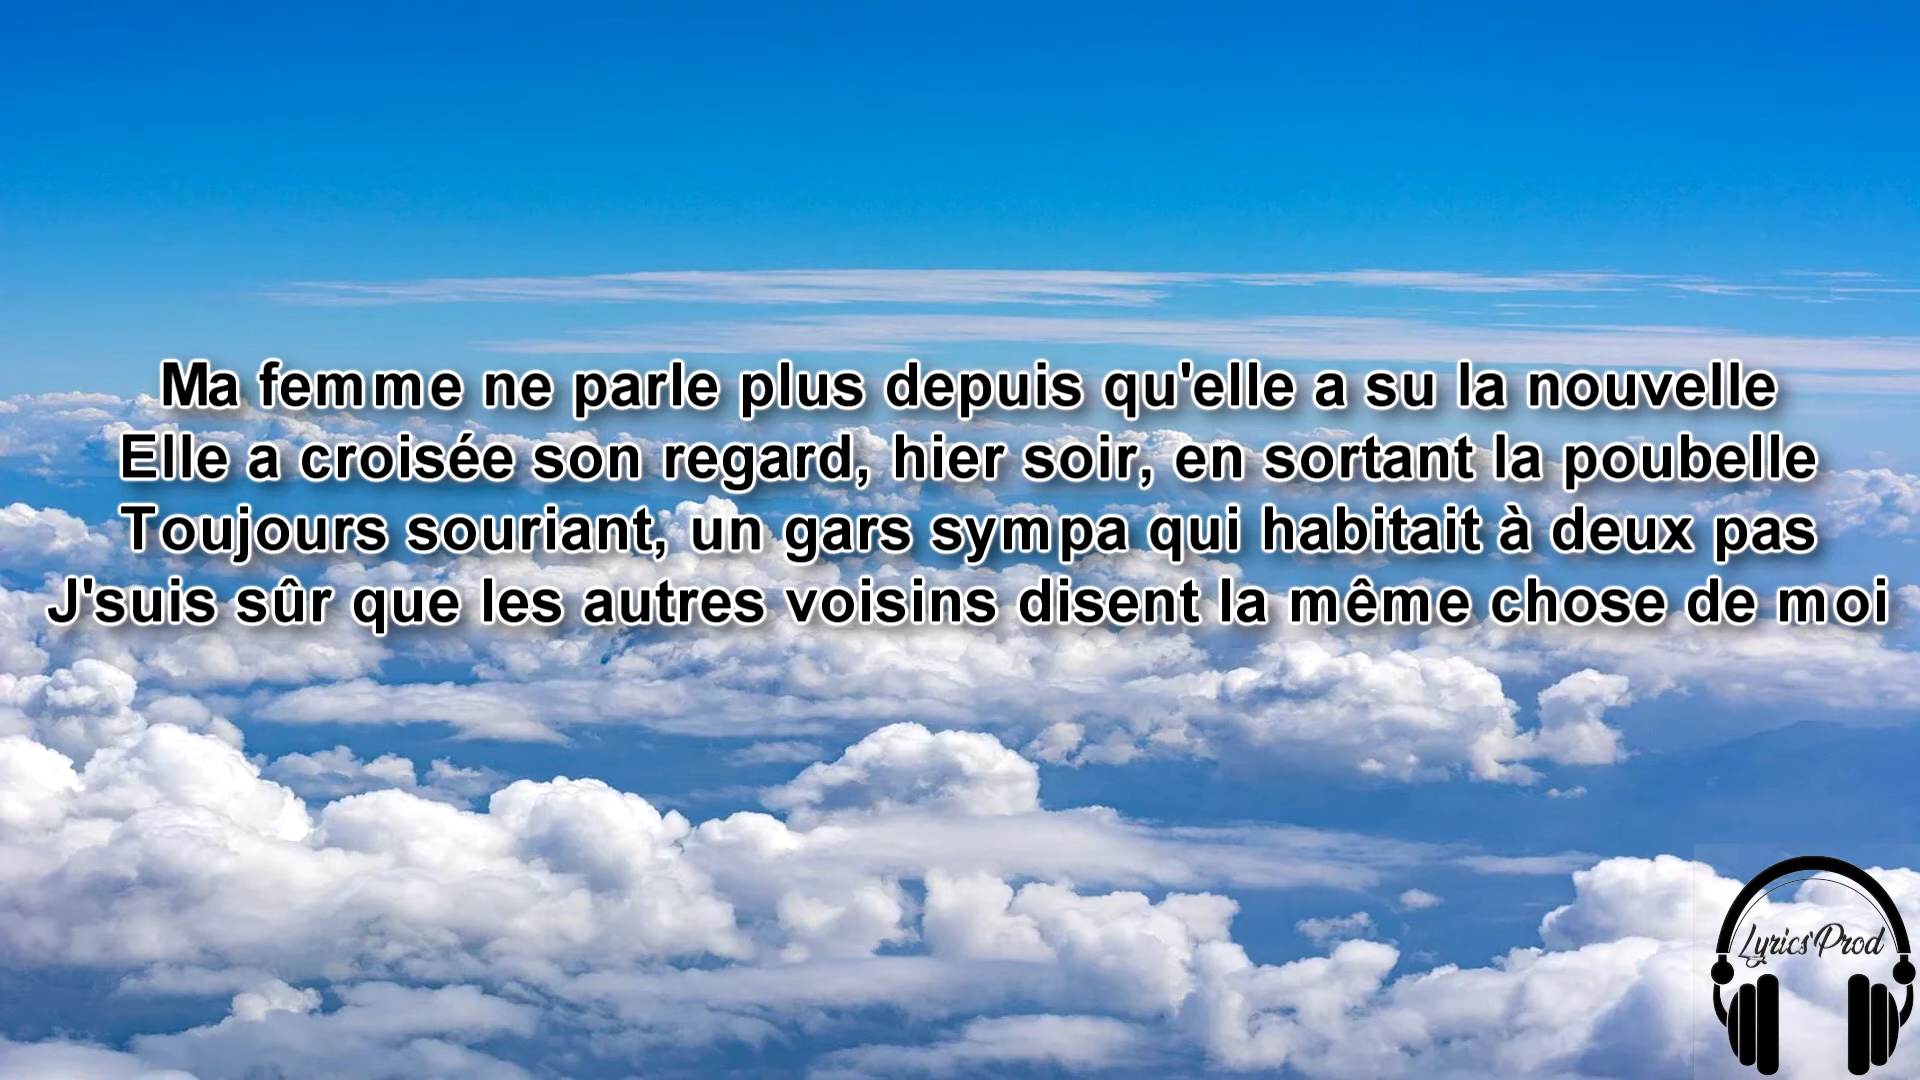 Ma femme ne parle plus depuis qu'elle a su la nouvelle
Elle a croisée son regard, hier soir, en sortant la poubelle
Toujours souriant, un gars sympa qui habitait à deux pas
J'suis sûr que les autres voisins disent la même chose de moi
Lyrics'Prod